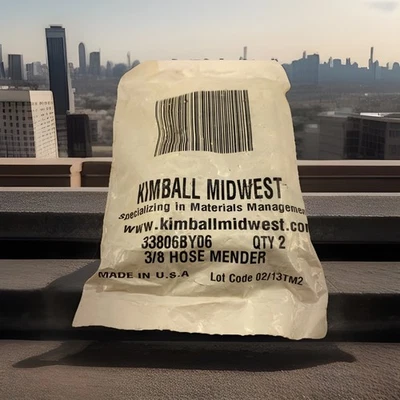 KIMBALL MIDWEST™
specializing in Materials Management
www.kimballmidwest.com
33806BY06 QTY 2
3/8 HOSE MENDER
MADE IN U.S.A Lot Code 02/13TM2